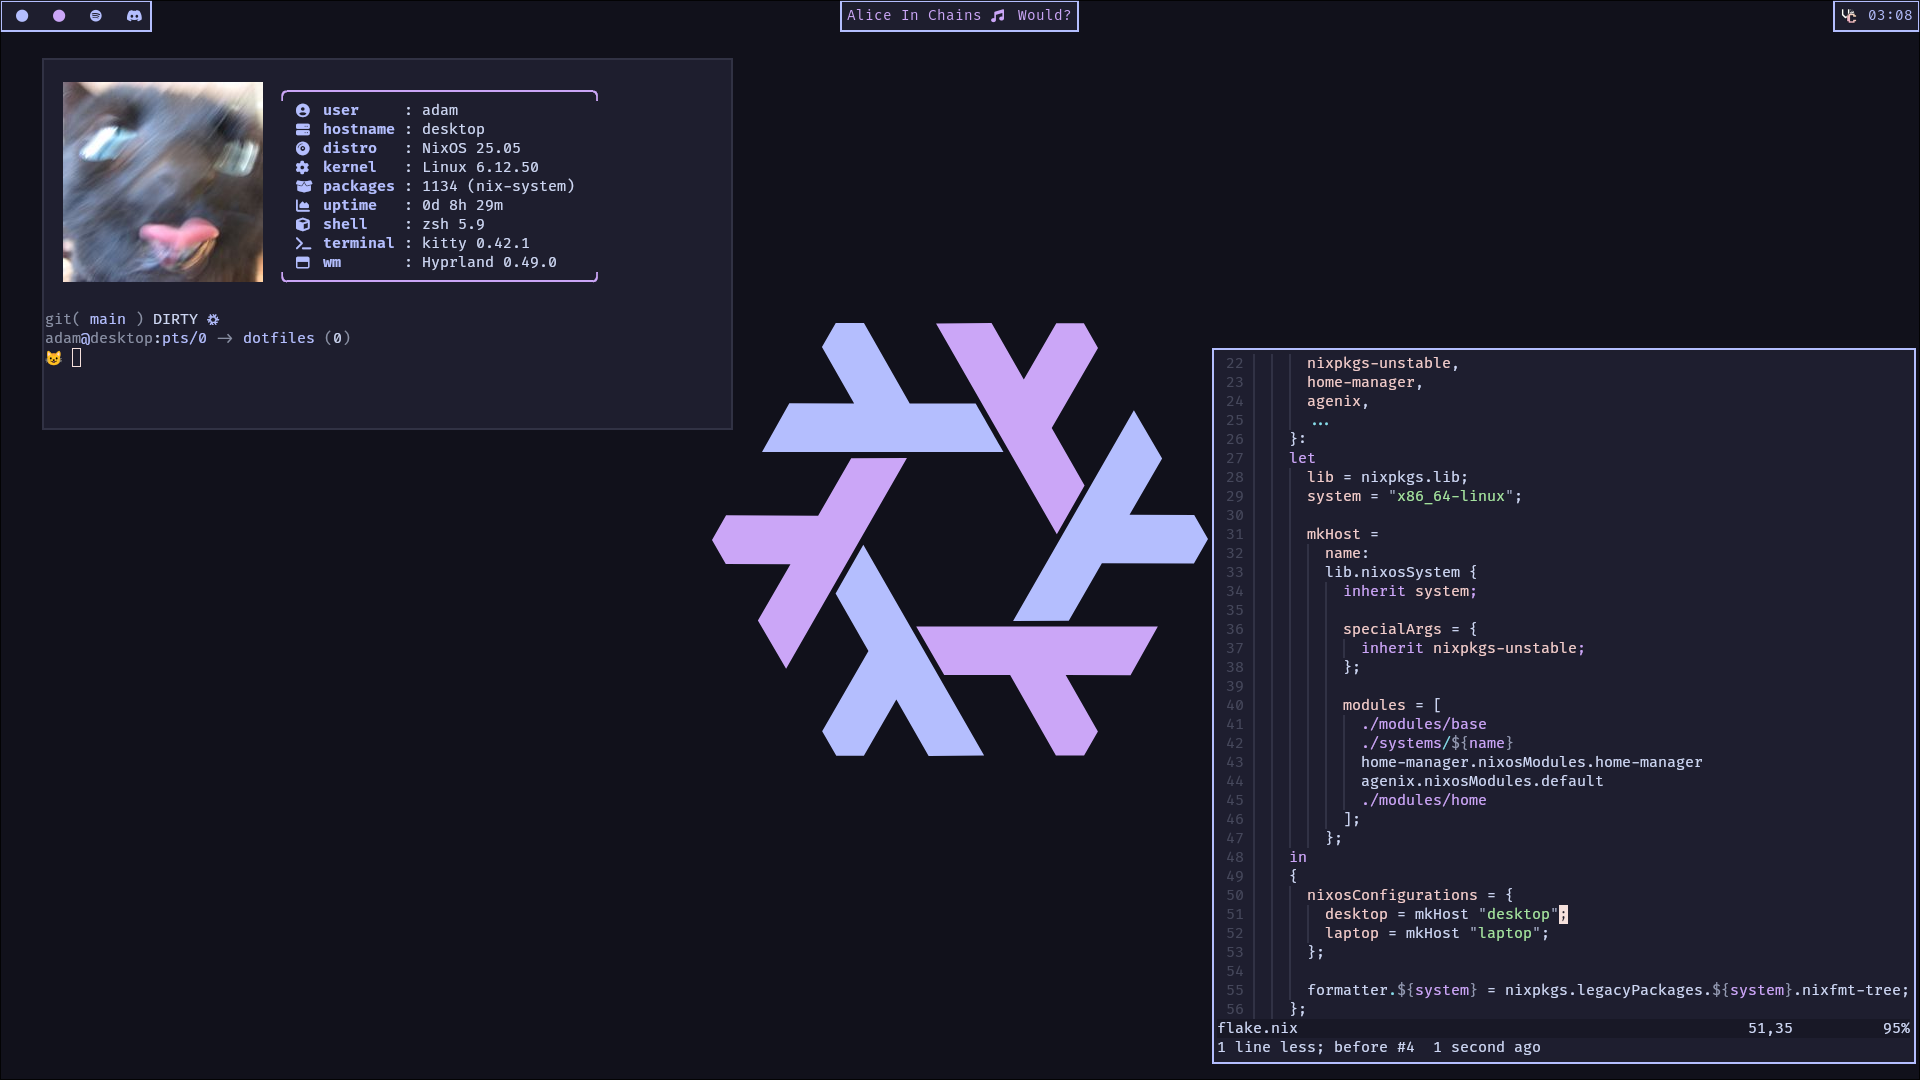 Alice In Chains Would?
03:08
user : adam
hostname : desktop
distro : NixOS 25.05
kernel : Linux 6.12.50
packages : 1134 (nix-system)
uptime : 0d 8h 29m
shell : zsh 5.9
terminal : kitty 0.42.1
wm : Hyprland 0.49.0
git( main ) DIRTY
adam@desktop:pts/0 → dotfiles (0)
22 nixpkgs-unstable,
23 home-manager,
24 agenix,
25 ...
26 }:
27 let
28 lib = nixpkgs.lib;
29 system = "x86_64-linux";
30
31 mkHost =
32 name:
33 lib.nixosSystem {
34 inherit system;
35
36 specialArgs = {
37 inherit nixpkgs-unstable;
38 };
39
40 modules = [
41 ./modules/base
42 ./systems/${name}
43 home-manager.nixosModules.home-manager
44 agenix.nixosModules.default
45 ./modules/home
46 ];
47 };
48 in
49 {
50 nixosConfigurations = {
51 desktop = mkHost "desktop";
52 laptop = mkHost "laptop";
53 };
54
55 formatter.${system} = nixpkgs.legacyPackages.${system}.nixfmt-tree;
56 };
flake.nix 51,35 95%
1 line less; before #4 1 second ago